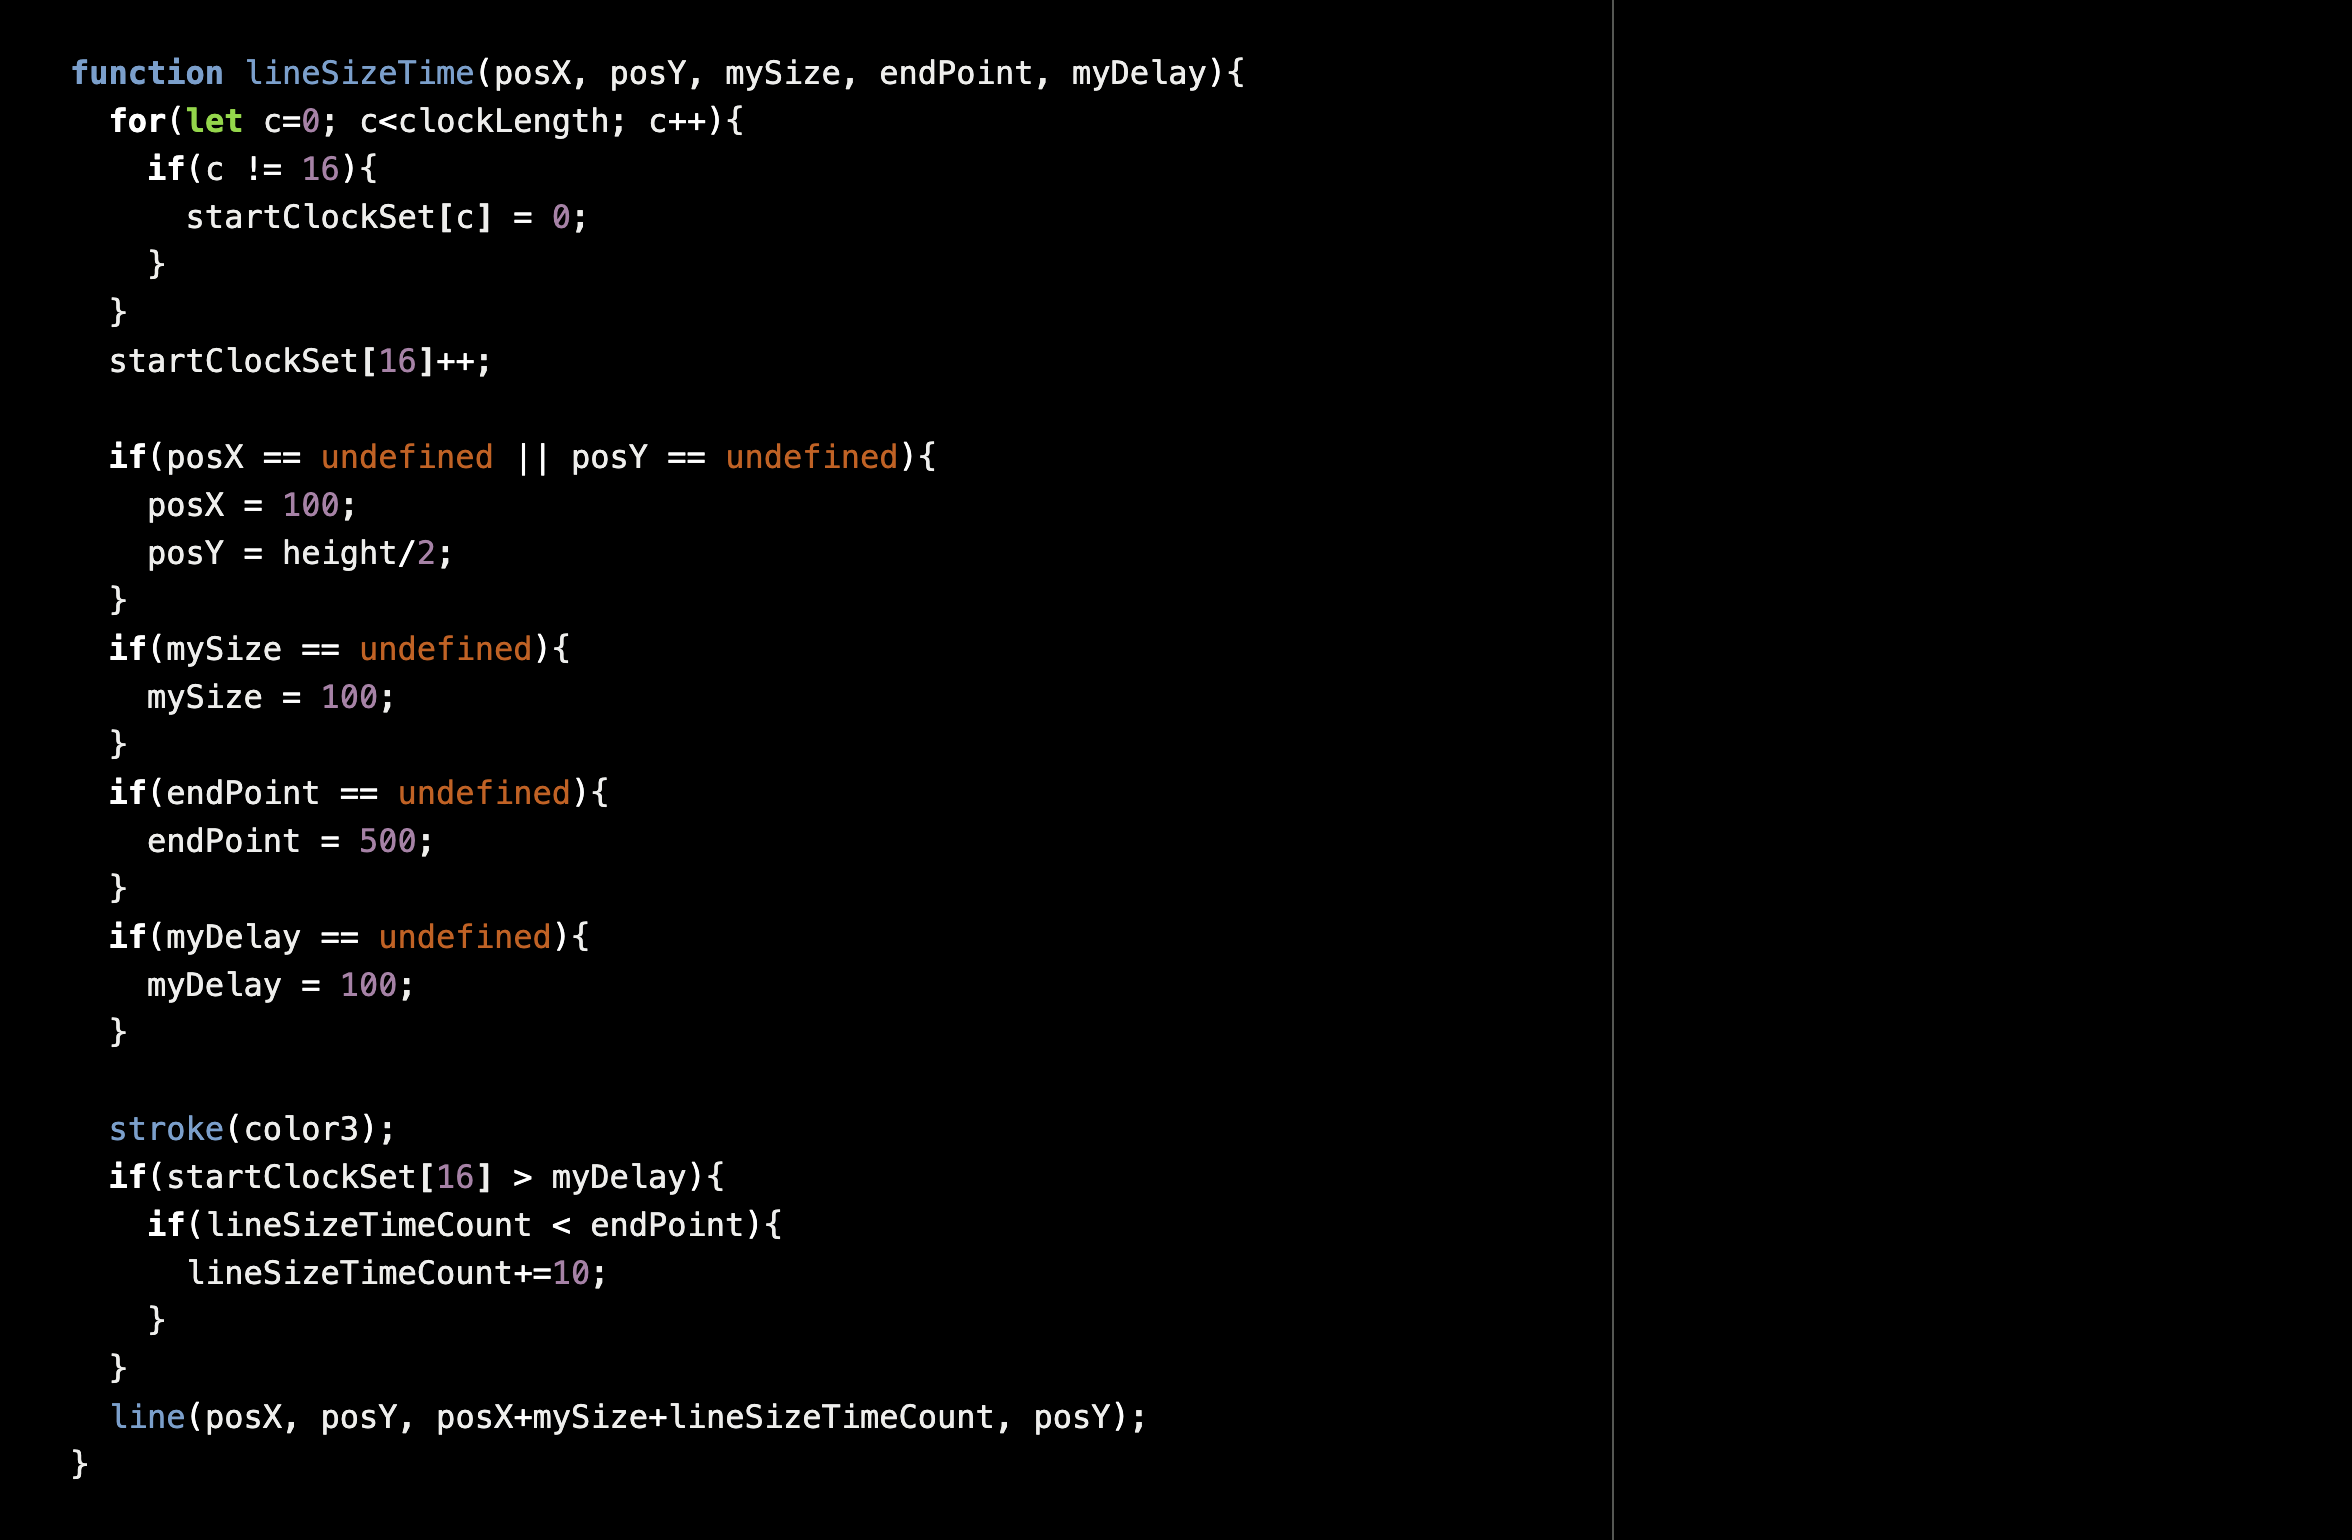 function lineSizeTime(posX, posY, mySize, endPoint, myDelay){
  for(let c=0; c<clockLength; c++){
    if(c != 16){
      startClockSet[c] = 0;
    }
  }
  startClockSet[16]++;

  if(posX == undefined || posY == undefined){
    posX = 100;
    posY = height/2;
  }
  if(mySize == undefined){
    mySize = 100;
  }
  if(endPoint == undefined){
    endPoint = 500;
  }
  if(myDelay == undefined){
    myDelay = 100;
  }

  stroke(color3);
  if(startClockSet[16] > myDelay){
    if(lineSizeTimeCount < endPoint){
      lineSizeTimeCount+=10;
    }
  }
  line(posX, posY, posX+mySize+lineSizeTimeCount, posY);
}